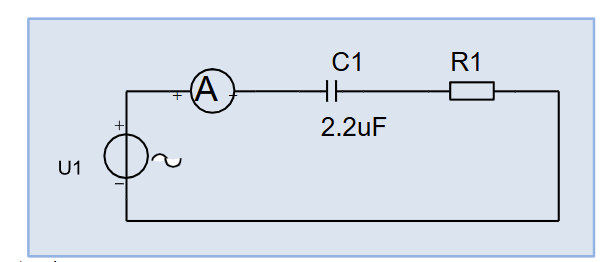 C1
R1
+ A -
2.2uF
+
U1
-